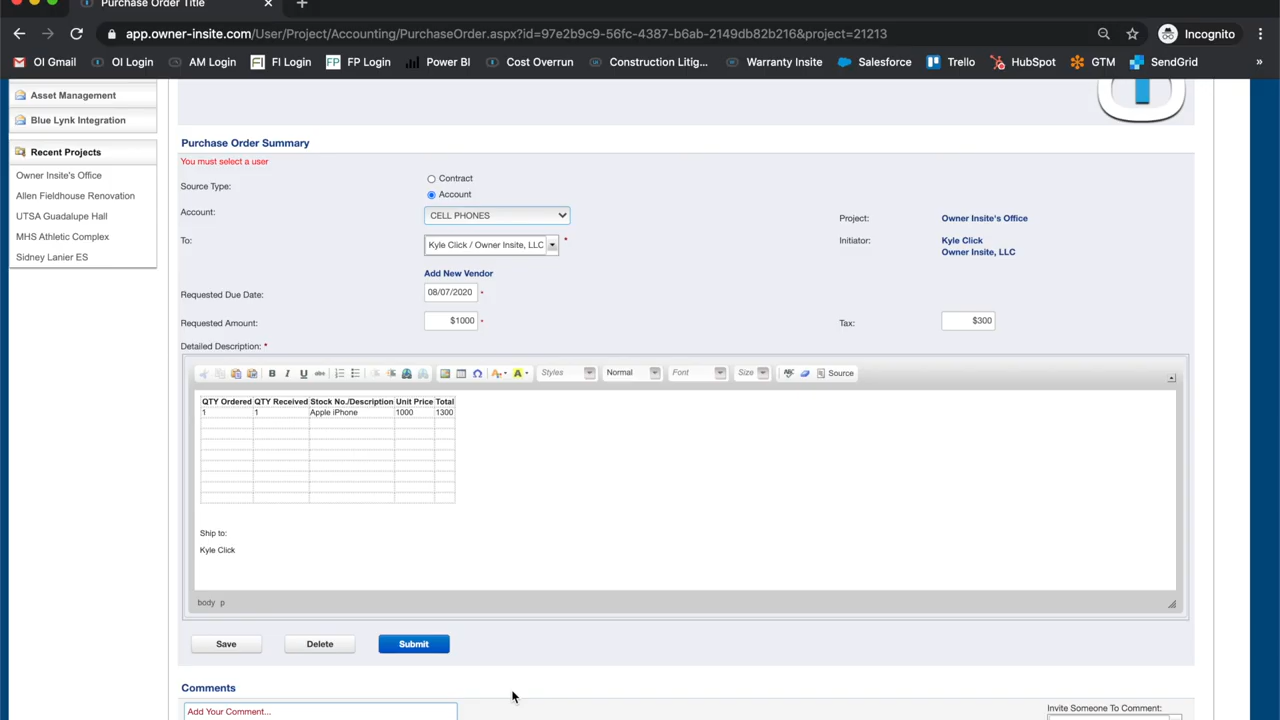 Purchase Order Title
app.owner-insite.com/User/Project/Accounting/PurchaseOrder.aspx?id=97e2b9c9-56fc-4387-b6ab-2149db82b216&project=21213
Incognito
OI Gmail OI Login AM Login FI FI Login FP FP Login Power BI Cost Overrun Construction Litig... Warranty Insite Salesforce Trello HubSpot GTM SendGrid »
Asset Management
Blue Lynk Integration
Recent Projects
Owner Insite's Office
Allen Fieldhouse Renovation
UTSA Guadalupe Hall
MHS Athletic Complex
Sidney Lanier ES
Purchase Order Summary
You must select a user
Source Type:
Contract
Account
Account:
CELL PHONES
Project:
Owner Insite's Office
To:
Kyle Click / Owner Insite, LLC *
Initiator:
Kyle Click
Owner Insite, LLC
Add New Vendor
Requested Due Date:
08/07/2020 *
Requested Amount:
$1000 *
Tax:
$300
Detailed Description: *
B I U abc Styles Normal Font Size Source
QTY Ordered QTY Received Stock No./Description Unit Price Total
1 1 Apple iPhone 1000 1300
Ship to:
Kyle Click
body p
Save Delete Submit
Comments
Add Your Comment...
Invite Someone To Comment: